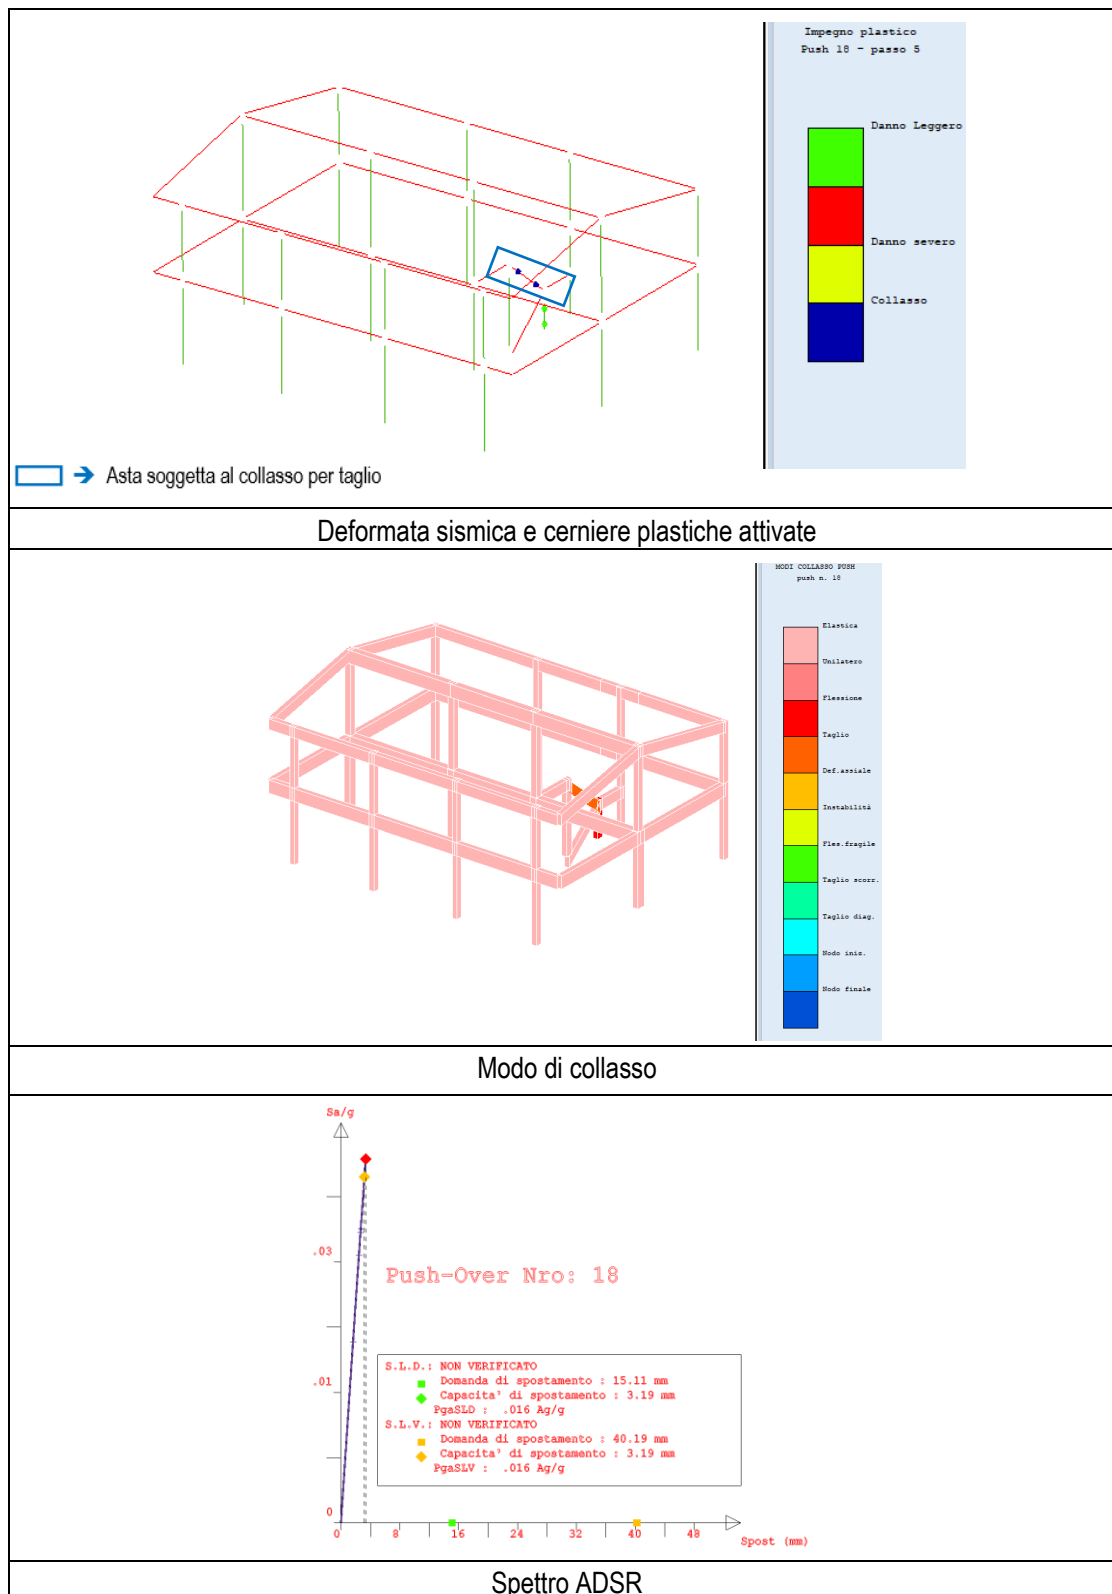 Impegno plastico
Push 18 - passo 5
Danno Leggero
Danno severo
Collasso
Asta soggetta al collasso per taglio
Deformata sismica e cerniere plastiche attivate
MODI COLLASSO PUSH
push n. 18
Elastica
Unilatero
Flessione
Taglio
Def.assiale
Instabilità
Fles.fragile
Taglio scorr.
Taglio diag.
Nodo iniz.
Nodo finale
Modo di collasso
Sa/g
.03
Push-Over Nro: 18
S.L.D.: NON VERIFICATO
Domanda di spostamento : 15.11 mm
Capacita' di spostamento : 3.19 mm
PgaSLD : .016 Ag/g
S.L.V.: NON VERIFICATO
Domanda di spostamento : 40.19 mm
Capacita' di spostamento : 3.19 mm
PgaSLV : .016 Ag/g
.01
0
0 8 16 24 32 40 48
Spost (mm)
Spettro ADSR